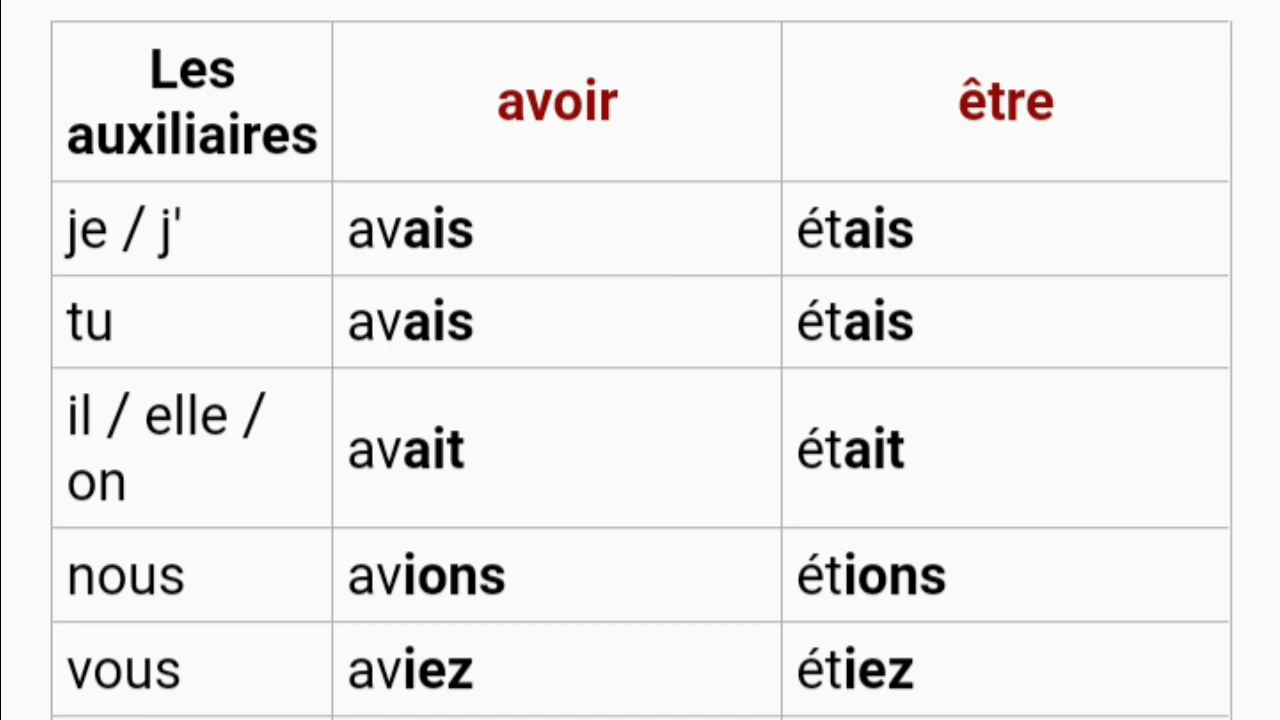 Les
auxiliaires
avoir
être
je / j'
avais
étais
tu
avais
étais
il / elle /
on
avait
était
nous
avions
étions
vous
aviez
étiez